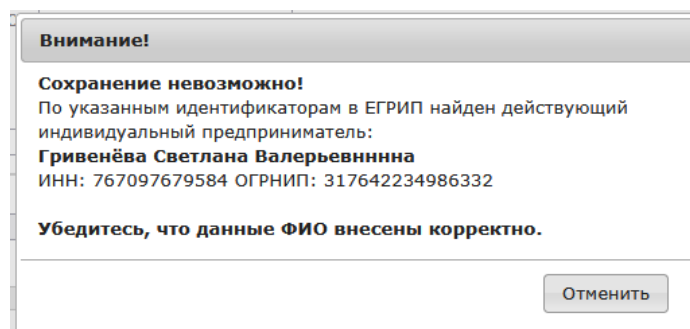 Внимание!
Сохранение невозможно!
По указанным идентификаторам в ЕГРИП найден действующий
индивидуальный предприниматель:
Гривенёва Светлана Валерьевнннна
ИНН: 767097679584 ОГРНИП: 317642234986332
Убедитесь, что данные ФИО внесены корректно.
Отменить